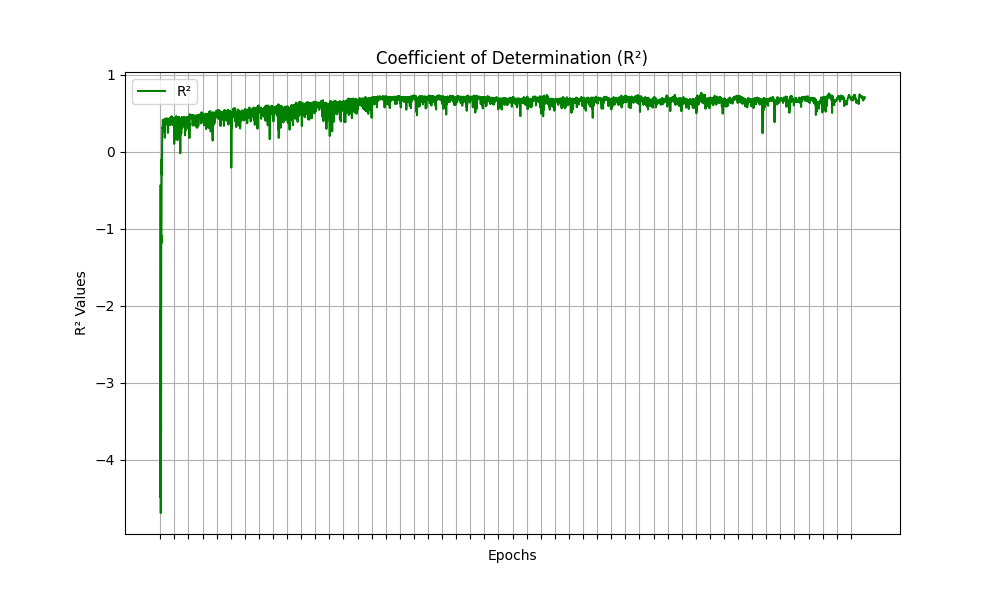 Coefficient of Determination (R²)
R²
1
0
−1
−2
−3
−4
R² Values
Epochs